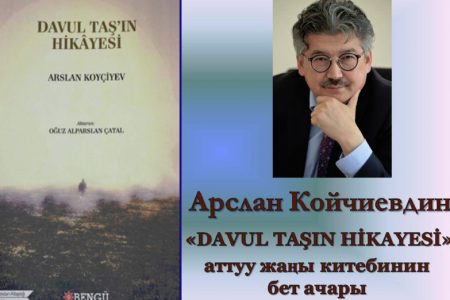 DAVUL TAŞ'IN
HİKÂYESİ
ARSLAN KOYÇİYEV
Aktaran:
OĞUZ ALPARSLAN ÇATAL
BENGÜ
Арслан Койчиевдин
«DAVUL TAŞIN HİKAYESİ»
аттуу жаңы китебинин
бет ачары